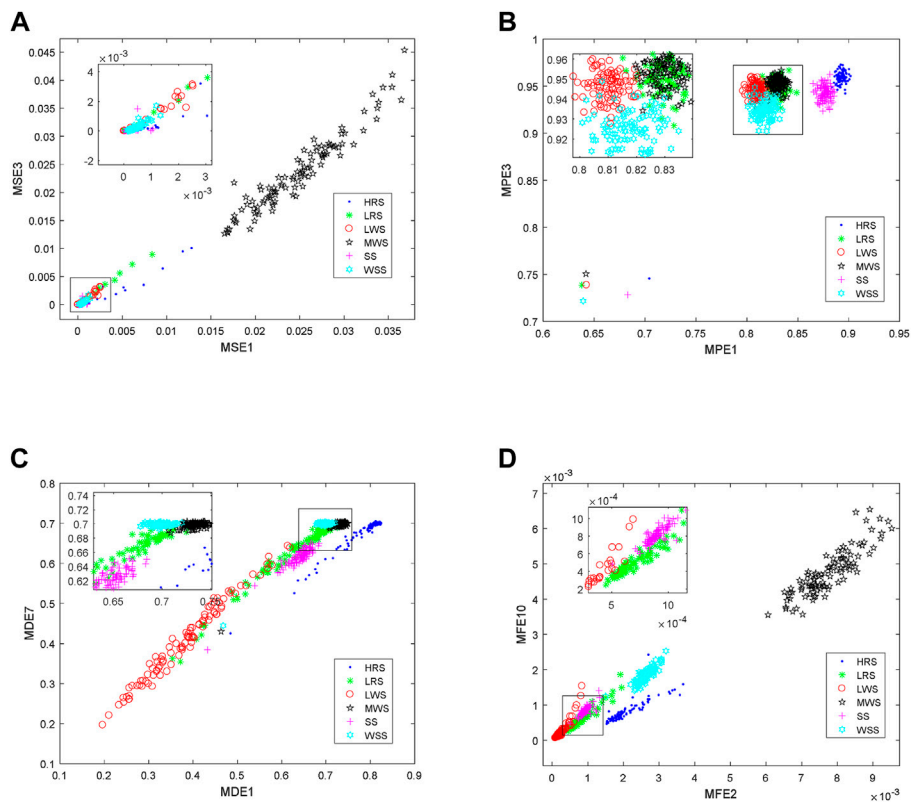 A
B
0.045
0.04
0.035
0.03
0.025
0.02
0.015
0.01
0.005
0
MSE3
0 0.005 0.01 0.015 0.02 0.025 0.03 0.035
MSE1
×10⁻³
4
2
0
-2
0 1 2 3
×10⁻³
HRS
LRS
LWS
MWS
SS
WSS
1
0.95
0.9
0.85
0.8
0.75
0.7
MPE3
0.6 0.65 0.7 0.75 0.8 0.85 0.9 0.95
MPE1
0.96
0.95
0.94
0.93
0.92
0.8 0.81 0.82 0.83
HRS
LRS
LWS
MWS
SS
WSS
C
D
0.8
0.7
0.6
0.5
0.4
0.3
0.2
0.1
MDE7
0.1 0.2 0.3 0.4 0.5 0.6 0.7 0.8 0.9
MDE1
0.74
0.72
0.7
0.68
0.66
0.64
0.62
0.65 0.7 0.75
HRS
LRS
LWS
MWS
SS
WSS
×10⁻³
7
6
5
4
3
2
1
0
MFE10
0 1 2 3 4 5 6 7 8 9
MFE2
×10⁻³
×10⁻⁴
10
8
6
4
2
5 10
×10⁻⁴
HRS
LRS
LWS
MWS
SS
WSS